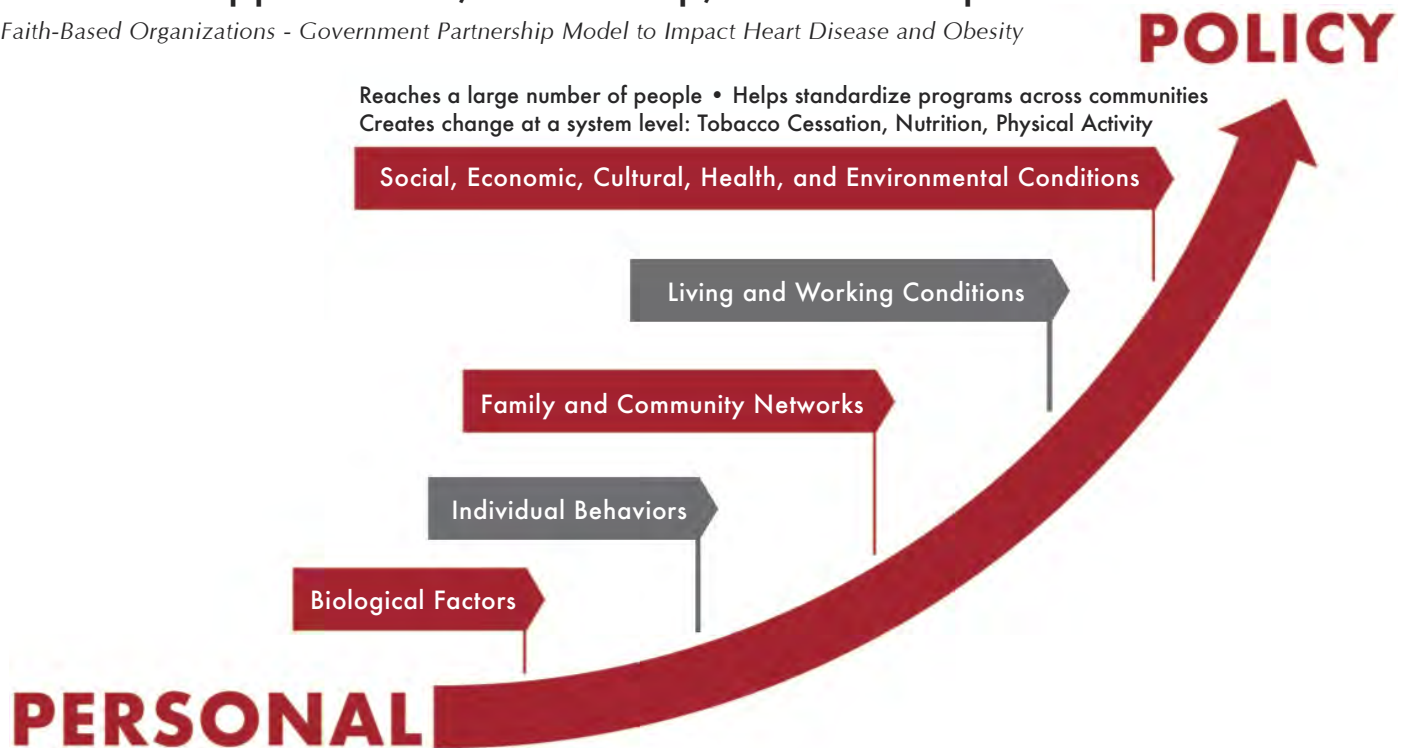 Faith-Based Organizations - Government Partnership Model to Impact Heart Disease and Obesity
POLICY
Reaches a large number of people • Helps standardize programs across communities
Creates change at a system level: Tobacco Cessation, Nutrition, Physical Activity
Social, Economic, Cultural, Health, and Environmental Conditions
Living and Working Conditions
Family and Community Networks
Individual Behaviors
Biological Factors
PERSONAL